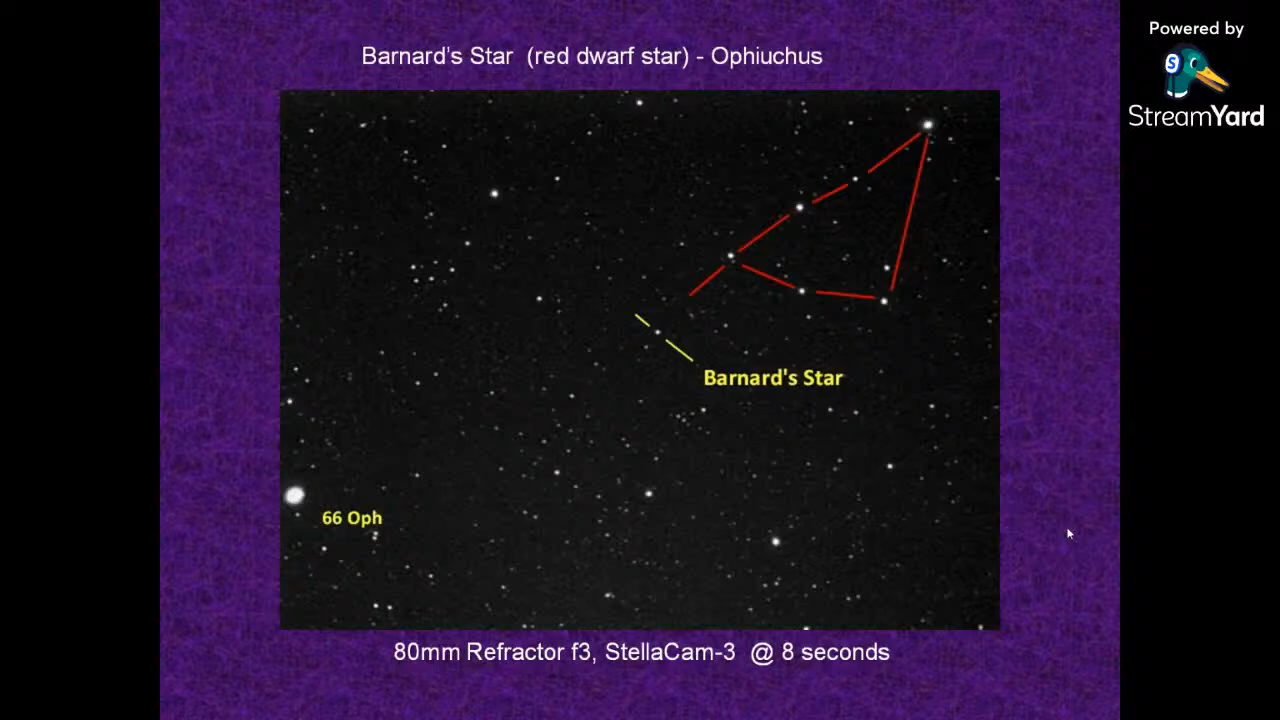 Barnard's Star (red dwarf star) - Ophiuchus
Powered by
S
StreamYard
Barnard's Star
66 Oph
80mm Refractor f3, StellaCam-3 @ 8 seconds